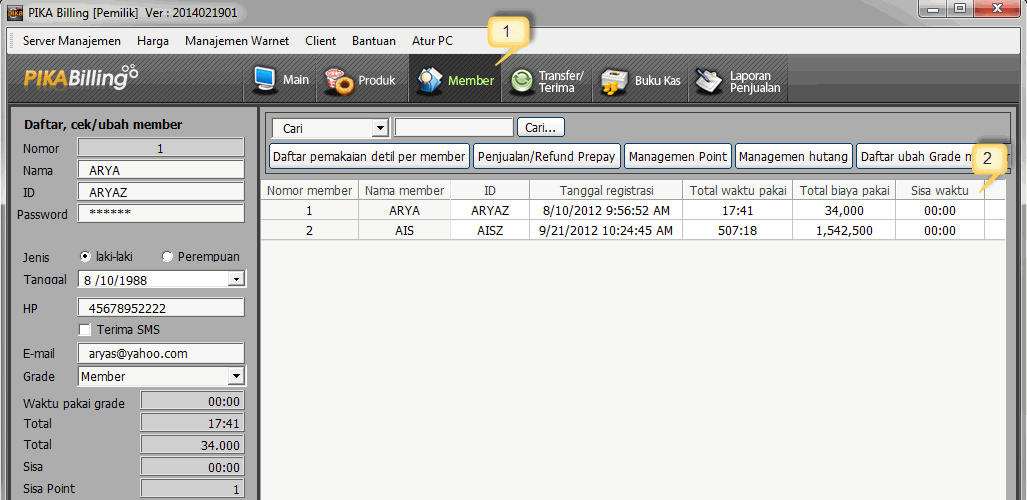 PIKA Billing [Pemilik]  Ver : 2014021901
Server Manajemen Harga Manajemen Warnet Client Bantuan Atur PC
1
PIKABilling Main Produk Member Transfer/ Terima Buku Kas Laporan Penjualan
Daftar, cek/ubah member
Nomor 1
Nama ARYA
ID ARYAZ
Password ******
Jenis laki-laki Perempuan
Tanggal 8 /10/1988
HP 45678952222
Terima SMS
E-mail aryas@yahoo.com
Grade Member
Waktu pakai grade 00:00
Total 17:41
Total 34.000
Sisa 00:00
Sisa Point 1
Cari Cari...
Daftar pemakaian detil per member Penjualan/Refund Prepay Managemen Point Managemen hutang Daftar ubah Grade m
2
Nomor member Nama member ID Tanggal registrasi Total waktu pakai Total biaya pakai Sisa waktu
1 ARYA ARYAZ 8/10/2012 9:56:52 AM 17:41 34,000 00:00
2 AIS AISZ 9/21/2012 10:24:45 AM 507:18 1,542,500 00:00